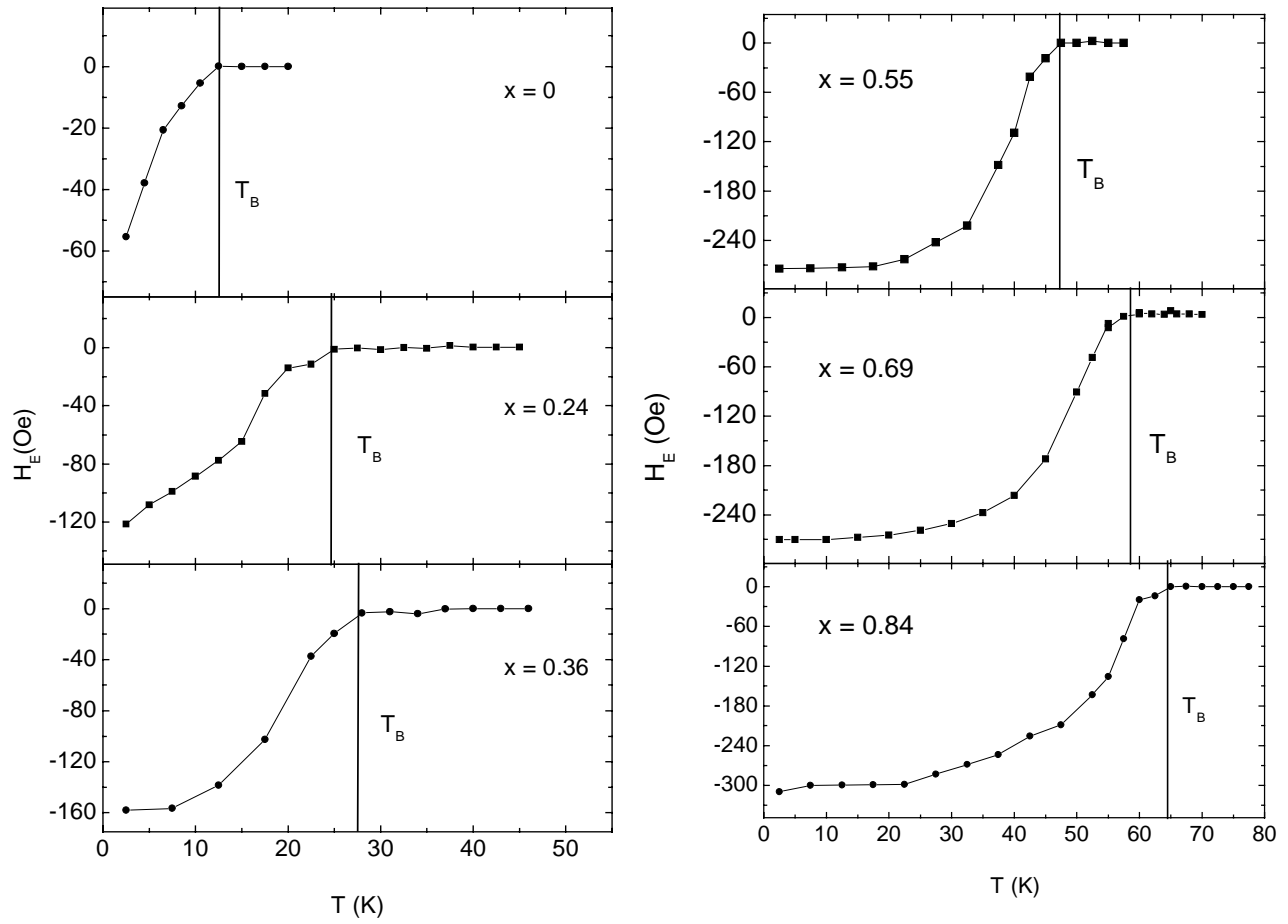 0
-20
-40
-60
x = 0
T_B
0
-40
-80
-120
x = 0.24
T_B
H_E(Oe)
0
-40
-80
-120
-160
x = 0.36
T_B
0 10 20 30 40 50
T (K)
0
-60
-120
-180
-240
x = 0.55
T_B
0
-60
-120
-180
-240
x = 0.69
T_B
H_E (Oe)
0
-60
-120
-180
-240
-300
x = 0.84
T_B
0 10 20 30 40 50 60 70 80
T (K)